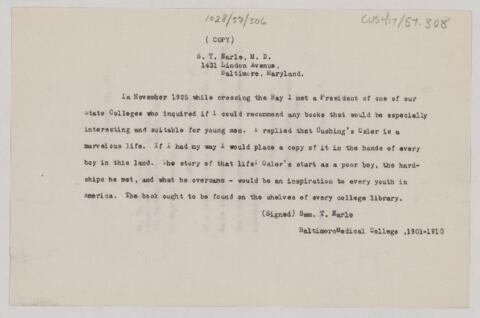 1028/57/306
CUS417/57.308
(COPY)
S. T. Earle, M. D.
1431 Linden Avenue,
Baltimore, Maryland.
In November 1925 while crossing the Bay I met a President of one of our
State Colleges who inquired if I could recommend any books that would be especially
interesting and suitable for young men. I replied that Cushing's Osler is a
marvelous life. If I had my way I would place a copy of it in the hands of every
boy in this land. The story of that life: Osler's start as a poor boy, the hard-
ships he met, and what he overcame - would be an inspiration to every youth in
America. The book ought to be found on the shelves of every college library.
(Signed) Sam. T. Earle
BaltimoreMedical College ,1901-1910